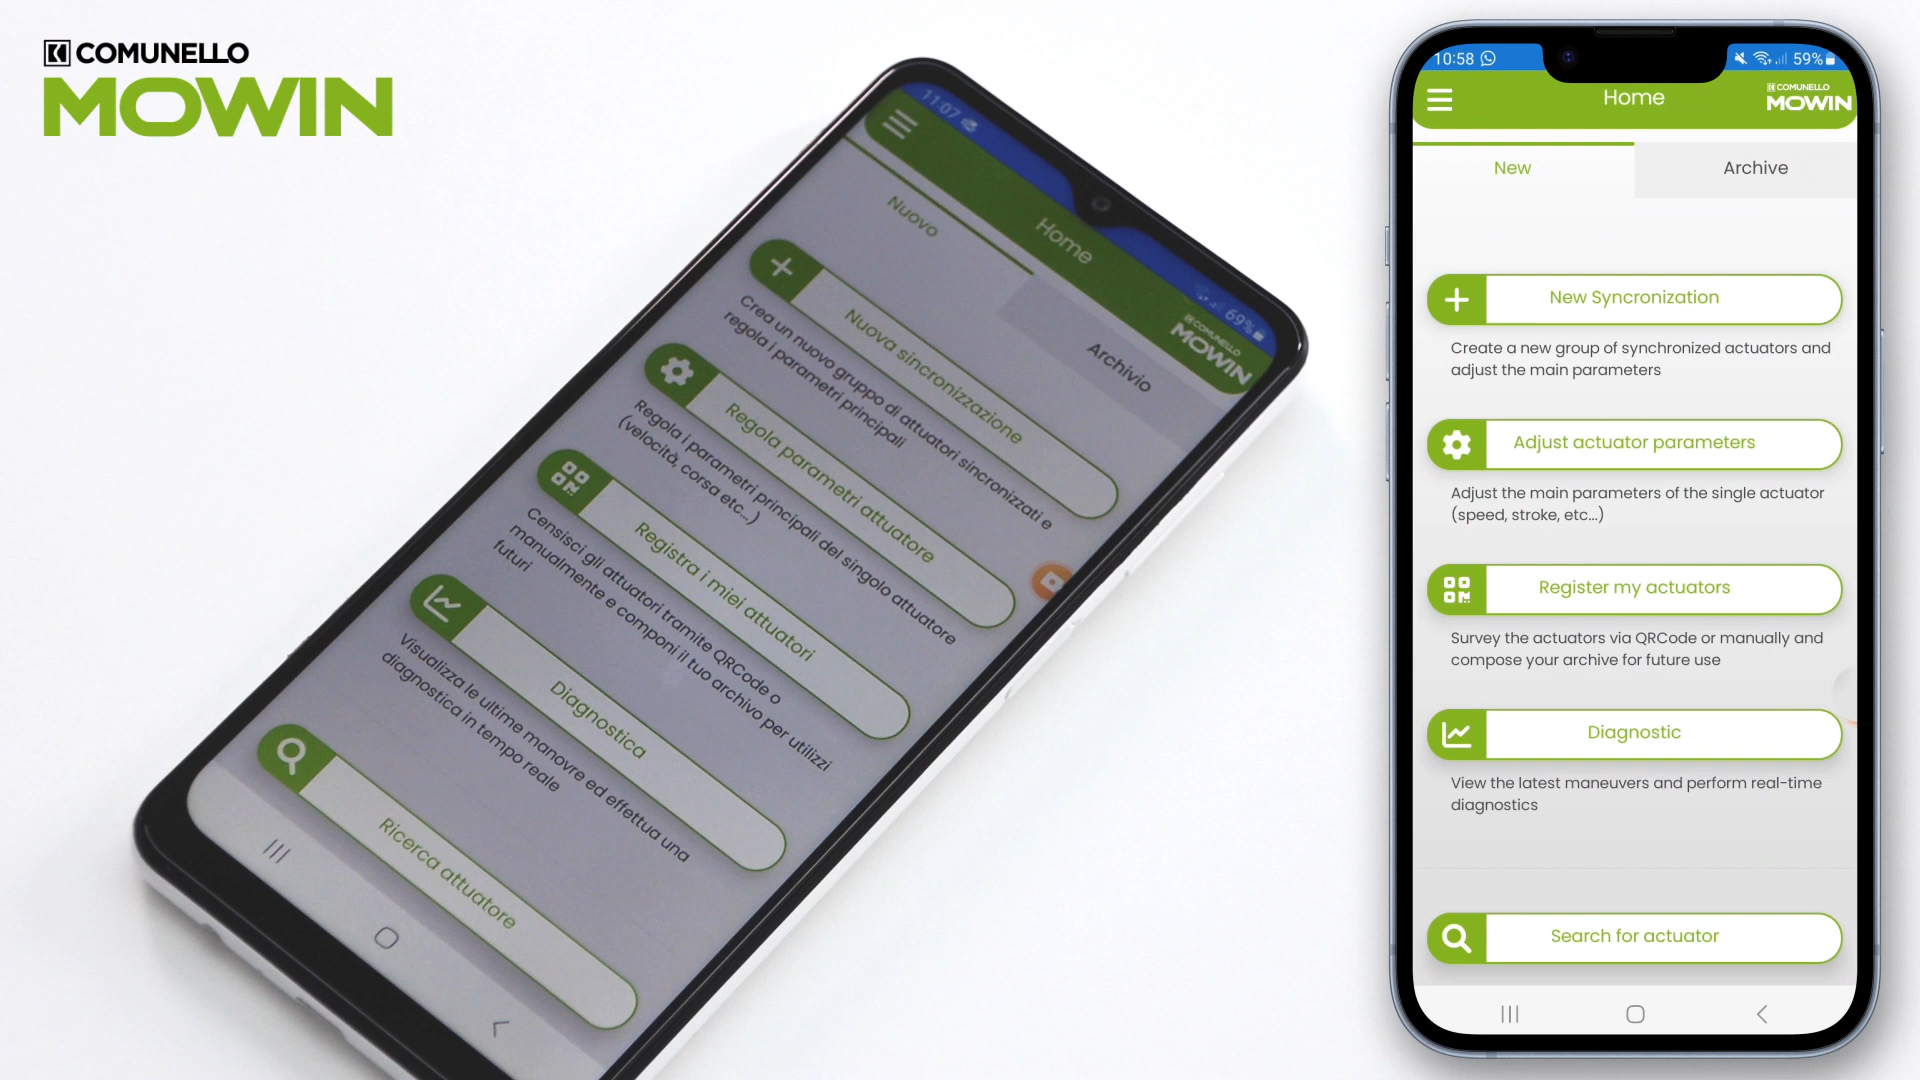 COMUNELLO
MOWIN
11:07
69%
Home
COMUNELLO
MOWIN
Nuovo
Archivio
Nuova sincronizzazione
Crea un nuovo gruppo di attuatori sincronizzati e
regola i parametri principali
Regola parametri attuatore
Regola i parametri principali del singolo attuatore
(velocità, corsa etc...)
Registra i miei attuatori
Censisci gli attuatori tramite QRCode o
manualmente e componi il tuo archivio per utilizzi
futuri
Diagnostica
Visualizza le ultime manovre ed effettua una
diagnostica in tempo reale
Ricerca attuatore
10:58
59%
Home
COMUNELLO
MOWIN
New
Archive
New Syncronization
Create a new group of synchronized actuators and
adjust the main parameters
Adjust actuator parameters
Adjust the main parameters of the single actuator
(speed, stroke, etc...)
Register my actuators
Survey the actuators via QRCode or manually and
compose your archive for future use
Diagnostic
View the latest maneuvers and perform real-time
diagnostics
Search for actuator